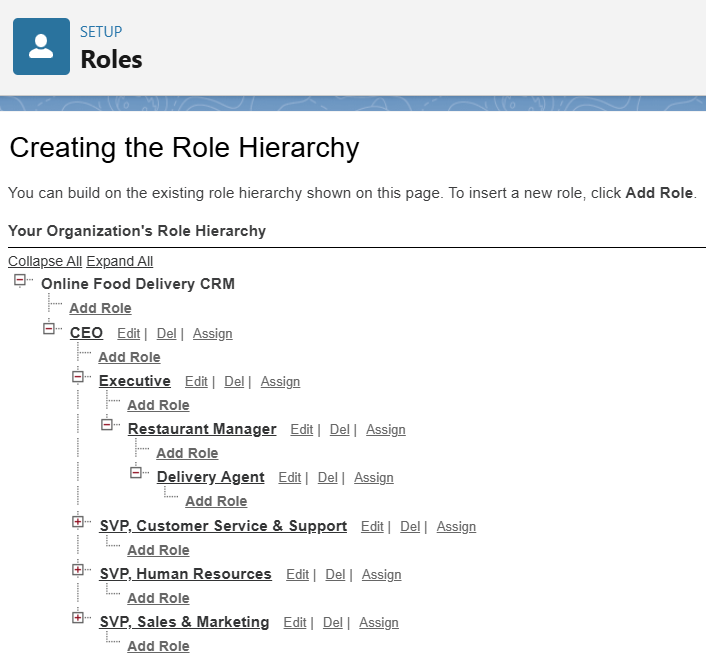 SETUP
Roles
Creating the Role Hierarchy
You can build on the existing role hierarchy shown on this page. To insert a new role, click Add Role.
Your Organization's Role Hierarchy
Collapse All Expand All
Online Food Delivery CRM
Add Role
CEO Edit | Del | Assign
Add Role
Executive Edit | Del | Assign
Add Role
Restaurant Manager Edit | Del | Assign
Add Role
Delivery Agent Edit | Del | Assign
Add Role
SVP, Customer Service & Support Edit | Del | Assign
Add Role
SVP, Human Resources Edit | Del | Assign
Add Role
SVP, Sales & Marketing Edit | Del | Assign
Add Role